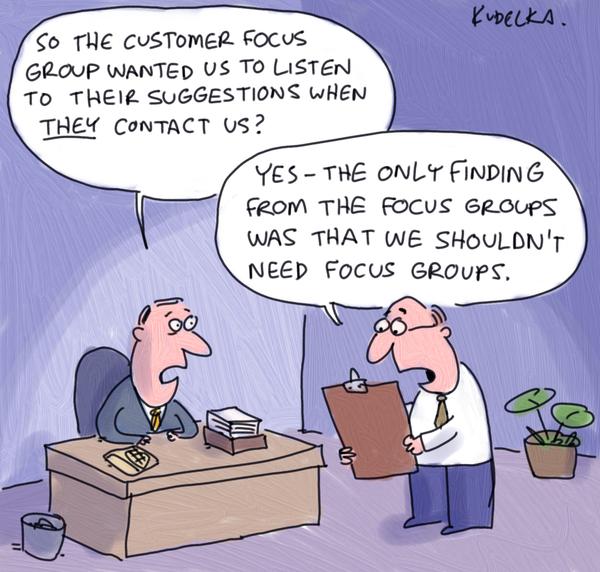 KUDELKA.
SO THE CUSTOMER FOCUS
GROUP WANTED US TO LISTEN
TO THEIR SUGGESTIONS WHEN
THEY CONTACT US?
YES - THE ONLY FINDING
FROM THE FOCUS GROUPS
WAS THAT WE SHOULDN'T
NEED FOCUS GROUPS.